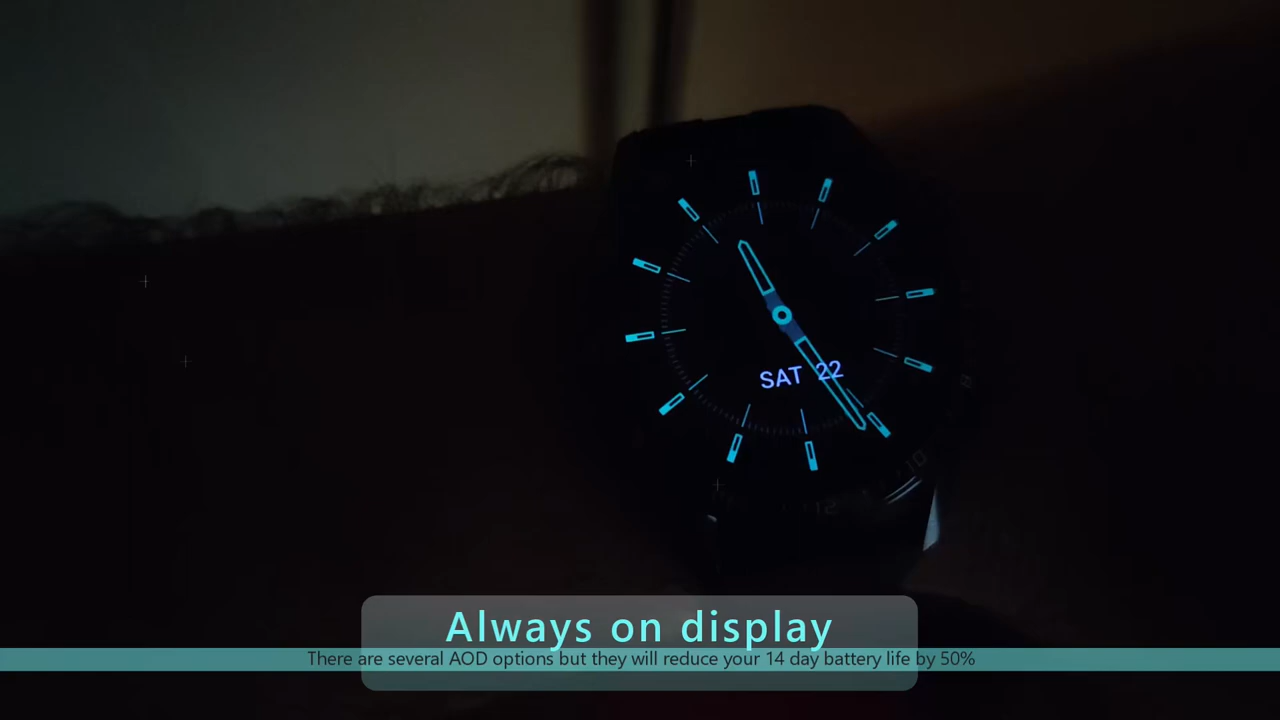 SAT 22
Always on display
There are several AOD options but they will reduce your 14 day battery life by 50%